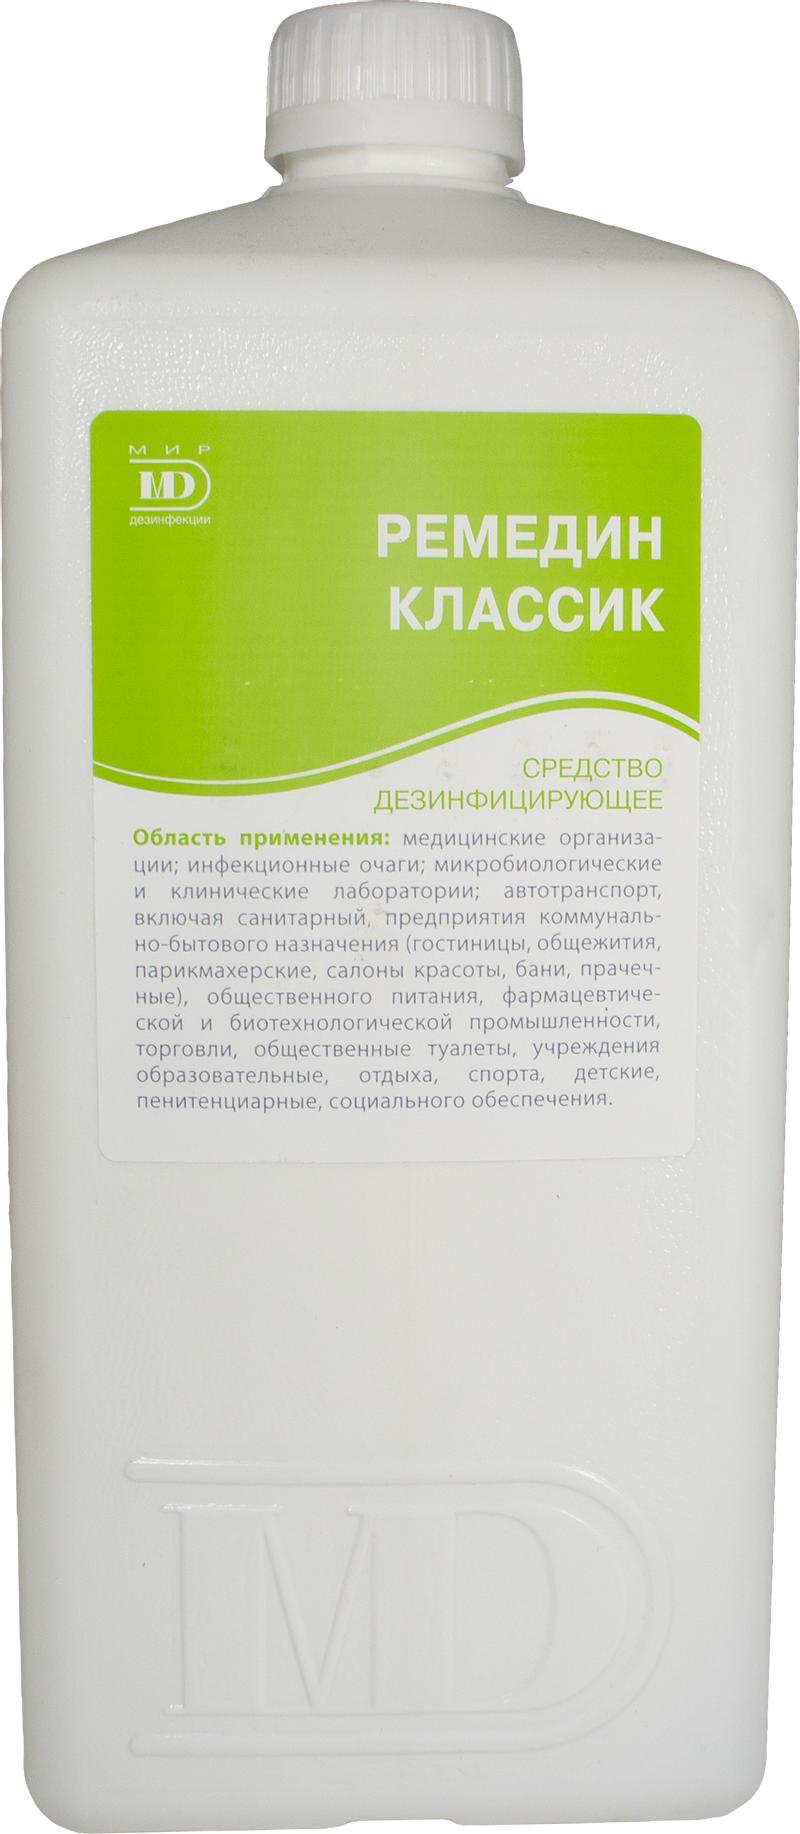 МИР
MD
дезинфекции
РЕМЕДИН
КЛАССИК
СРЕДСТВО
ДЕЗИНФИЦИРУЮЩЕЕ
Область применения: медицинские организа-
ции; инфекционные очаги; микробиологические
и клинические лаборатории; автотранспорт,
включая санитарный, предприятия коммуналь-
но-бытового назначения (гостиницы, общежития,
парикмахерские, салоны красоты, бани, прачеч-
ные), общественного питания, фармацевтиче-
ской и биотехнологической промышленности,
торговли, общественные туалеты, учреждения
образовательные, отдыха, спорта, детские,
пенитенциарные, социального обеспечения.
MD